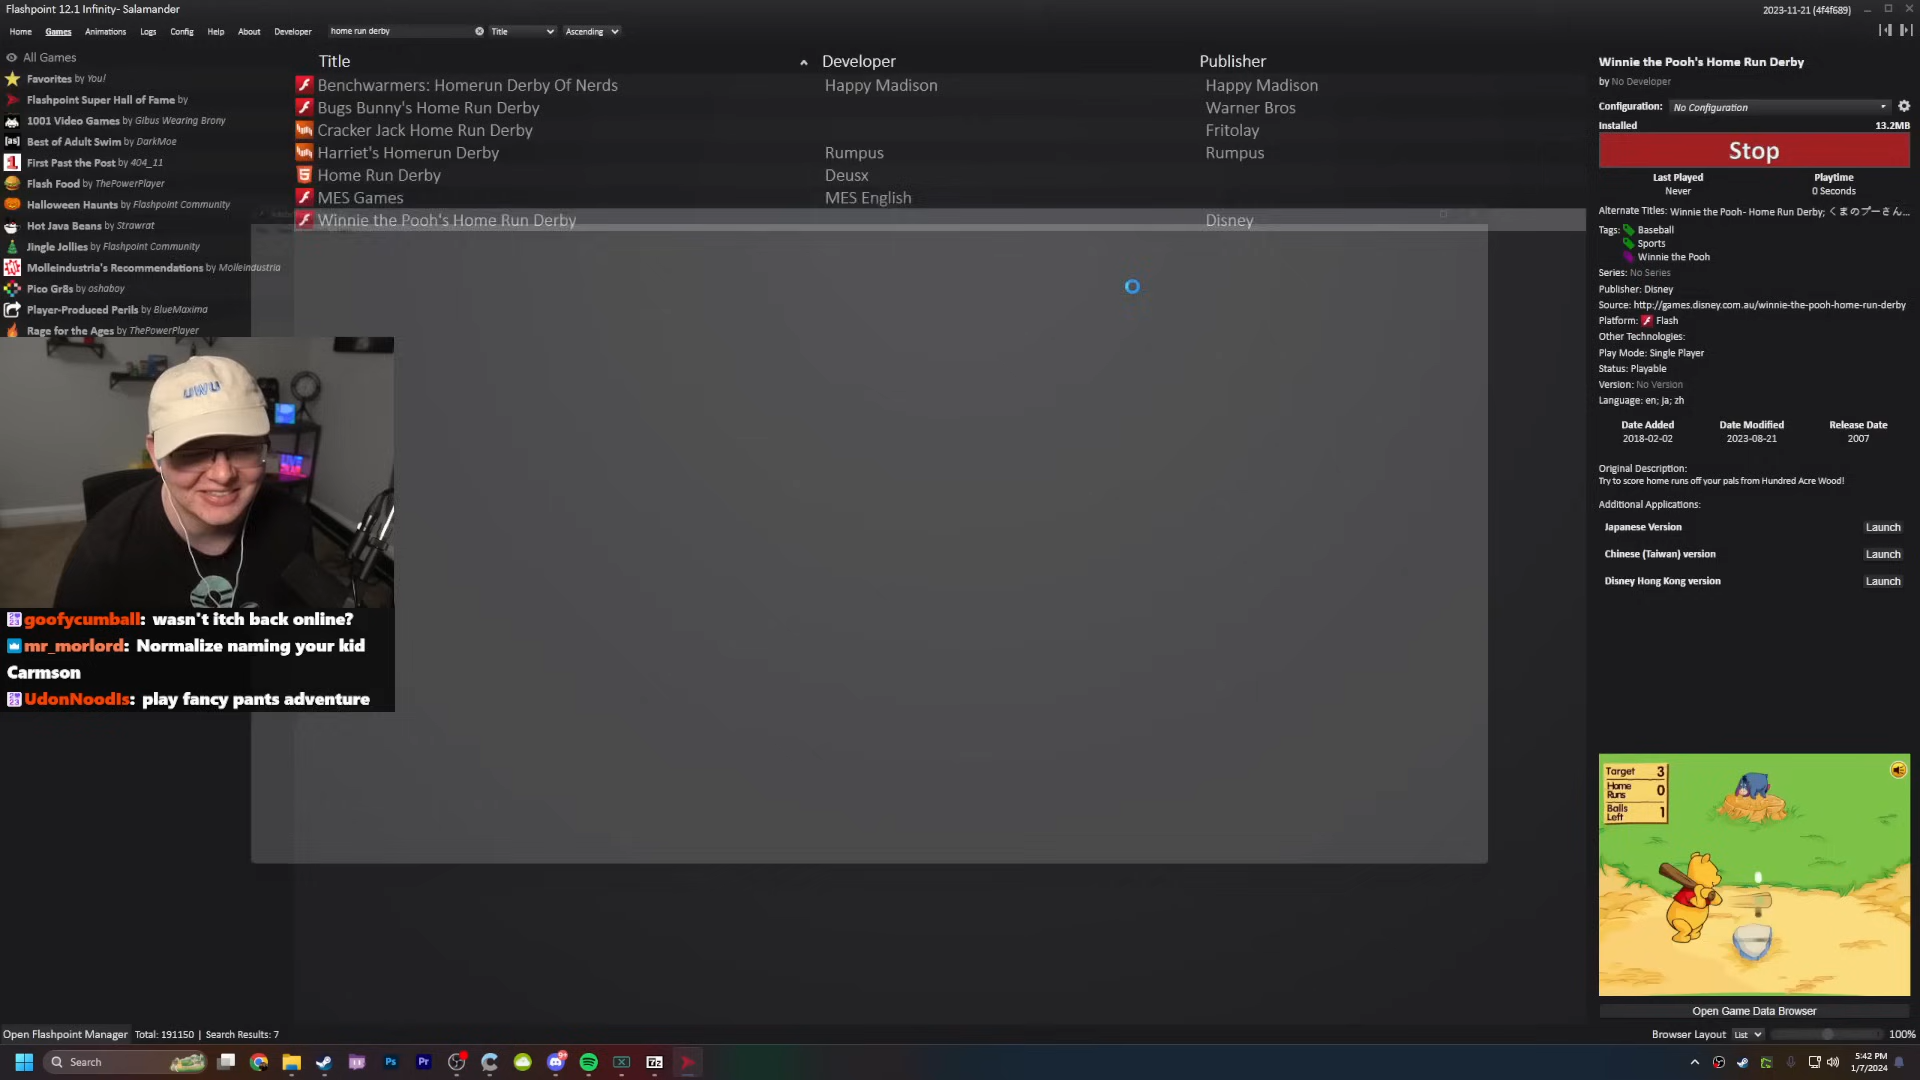 Flashpoint 12.1 Infinity- Salamander
2023-11-21 (4f4f689)
Home Games Animations Logs Config Help About Developer home run derby Title Ascending
All Games
Favorites by You!
Flashpoint Super Hall of Fame by
1001 Video Games by Gibus Wearing Brony
[as] Best of Adult Swim by DarkMoe
First Past the Post by 404_11
Flash Food by ThePowerPlayer
Halloween Haunts by Flashpoint Community
Hot Java Beans by Strawrat
Jingle Jollies by Flashpoint Community
Molleindustria's Recommendations by Molleindustria
Pico Gr8s by oshaboy
Player-Produced Perils by BlueMaxima
Rage for the Ages by ThePowerPlayer
Title Developer Publisher
Benchwarmers: Homerun Derby Of Nerds Happy Madison Happy Madison
Bugs Bunny's Home Run Derby Warner Bros
Cracker Jack Home Run Derby Fritolay
Harriet's Homerun Derby Rumpus Rumpus
Home Run Derby Deusx
MES Games MES English
Winnie the Pooh's Home Run Derby Disney
UWU
goofycumball: wasn't itch back online?
mr_morlord: Normalize naming your kid
Carmson
UdonNoodls: play fancy pants adventure
Winnie the Pooh's Home Run Derby
by No Developer
Configuration: No Configuration
Installed 13.2MB
Stop
Last Played Playtime
Never 0 Seconds
Alternate Titles: Winnie the Pooh- Home Run Derby; くまのプーさん...
Tags: Baseball
Sports
Winnie the Pooh
Series: No Series
Publisher: Disney
Source: http://games.disney.com.au/winnie-the-pooh-home-run-derby
Platform: Flash
Other Technologies:
Play Mode: Single Player
Status: Playable
Version: No Version
Language: en; ja; zh
Date Added Date Modified Release Date
2018-02-02 2023-08-21 2007
Original Description:
Try to score home runs off your pals from Hundred Acre Wood!
Additional Applications:
Japanese Version Launch
Chinese (Taiwan) version Launch
Disney Hong Kong version Launch
Target 3
Home Runs 0
Balls Left 1
Open Game Data Browser
Open Flashpoint Manager Total: 191150 | Search Results: 7
Browser Layout List 100%
Search
Ps
Pr
9+
7z
5:42 PM
1/7/2024